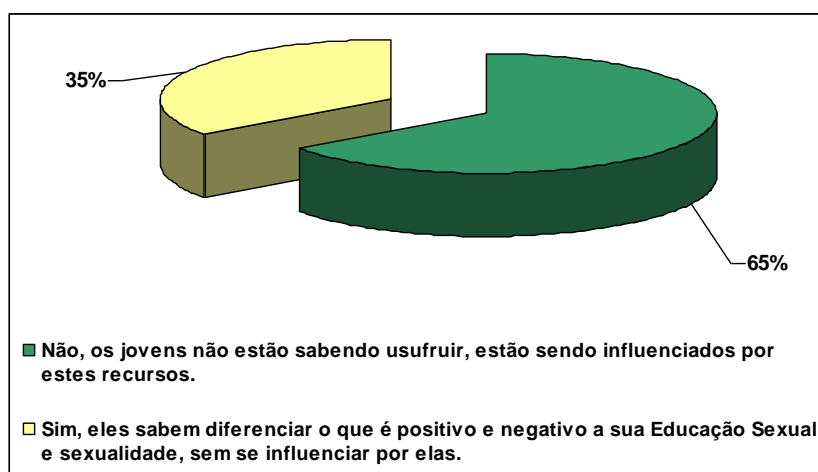 35%
65%
Não, os jovens não estão sabendo usufruir, estão sendo influenciados por
estes recursos.
Sim, eles sabem diferenciar o que é positivo e negativo a sua Educação Sexual
e sexualidade, sem se influenciar por elas.